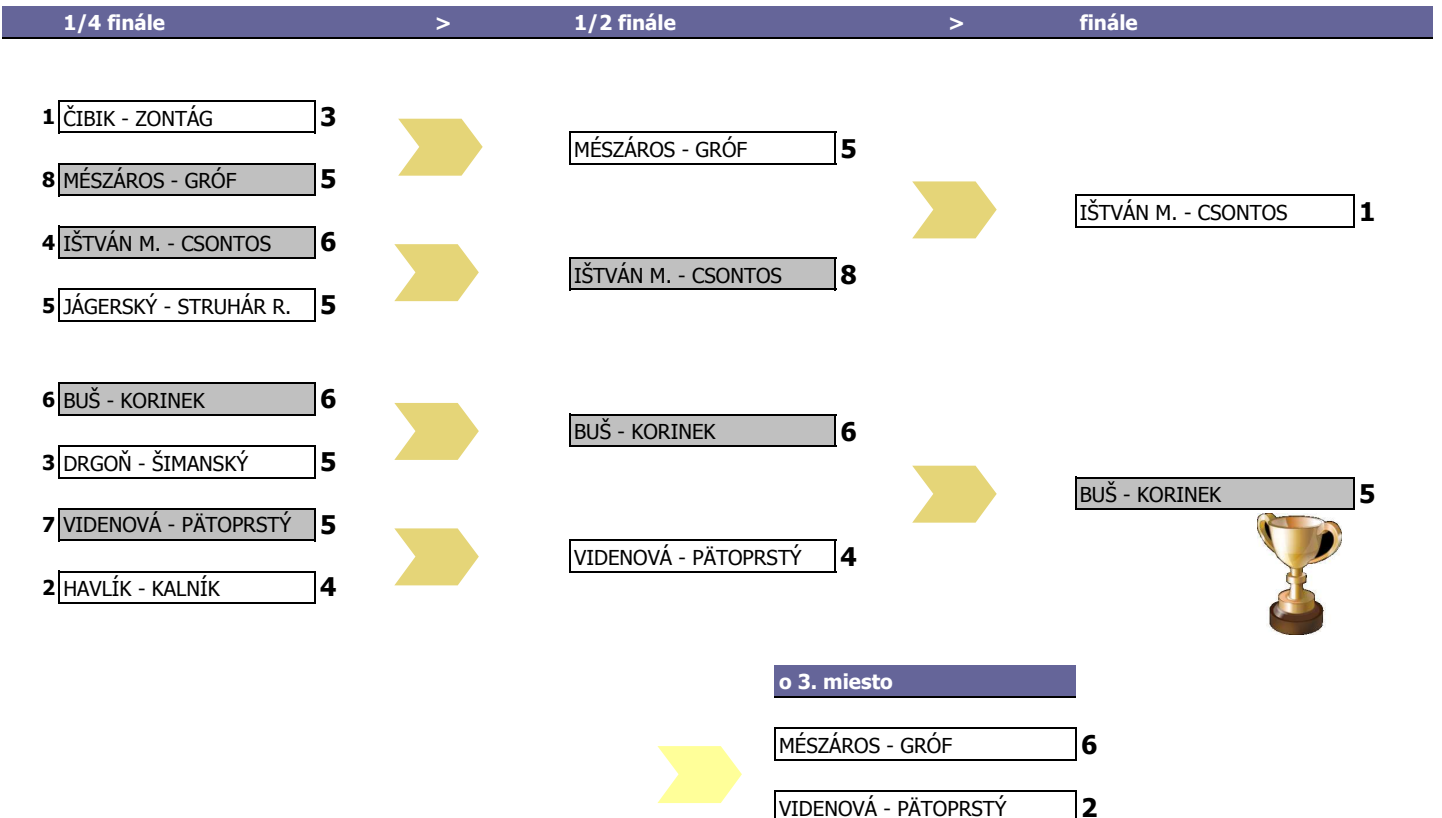 1/4 finále > 1/2 finále > finále
1 ČIBIK - ZONTÁG 3
MÉSZÁROS - GRÓF 5
8 MÉSZÁROS - GRÓF 5
IŠTVÁN M. - CSONTOS 1
4 IŠTVÁN M. - CSONTOS 6
IŠTVÁN M. - CSONTOS 8
5 JÁGERSKÝ - STRUHÁR R. 5
6 BUŠ - KORINEK 6
BUŠ - KORINEK 6
3 DRGOŇ - ŠIMANSKÝ 5
BUŠ - KORINEK 5
7 VIDENOVÁ - PÄTOPRSTÝ 5
VIDENOVÁ - PÄTOPRSTÝ 4
2 HAVLÍK - KALNÍK 4
o 3. miesto
MÉSZÁROS - GRÓF 6
VIDENOVÁ - PÄTOPRSTÝ 2